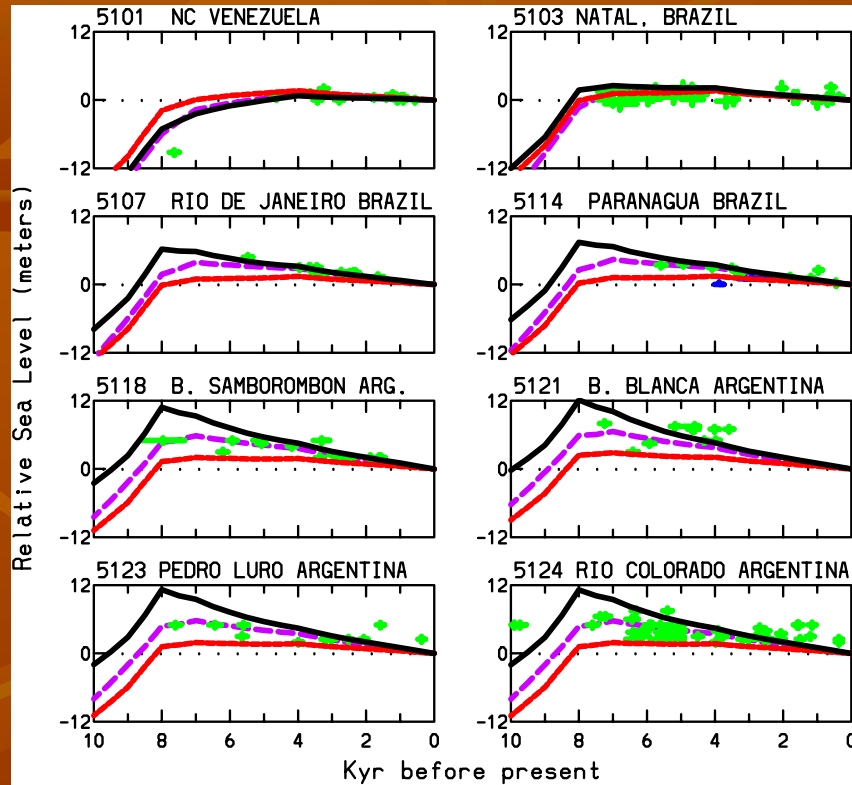 5101 NC VENEZUELA
5103 NATAL, BRAZIL
12
0
-12
12
0
-12
5107 RIO DE JANEIRO BRAZIL
5114 PARANAGUA BRAZIL
12
0
-12
12
0
-12
5118 B. SAMBOROMBON ARG.
5121 B. BLANCA ARGENTINA
12
0
-12
12
0
-12
5123 PEDRO LURO ARGENTINA
5124 RIO COLORADO ARGENTINA
12
0
-12
12
0
-12
10 8 6 4 2 0
10 8 6 4 2 0
Relative Sea Level (meters)
Kyr before present